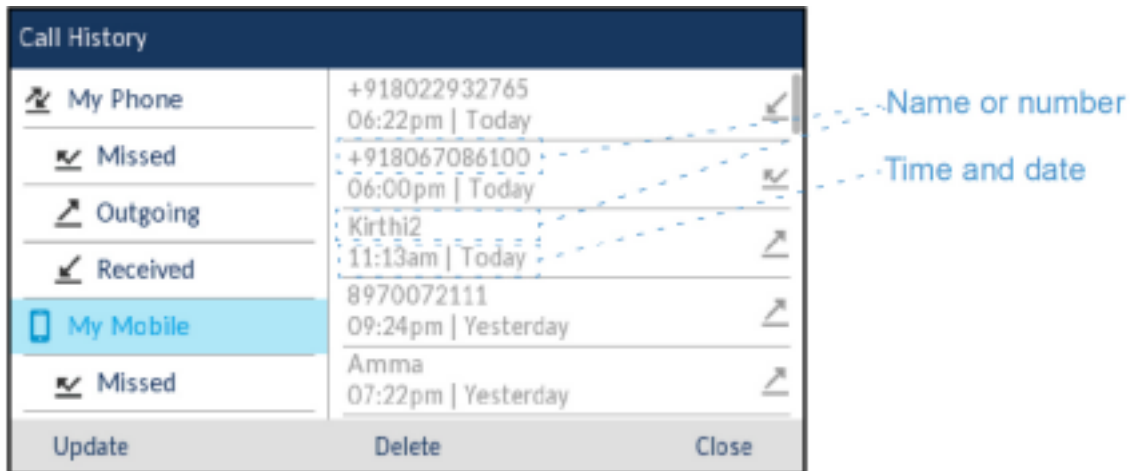 Call History
My Phone
Missed
Outgoing
Received
My Mobile
Missed
+918022932765
06:22pm | Today
+918067086100
06:00pm | Today
Kirthi2
11:13am | Today
8970072111
09:24pm | Yesterday
Amma
07:22pm | Yesterday
Update
Delete
Close
Name or number
Time and date